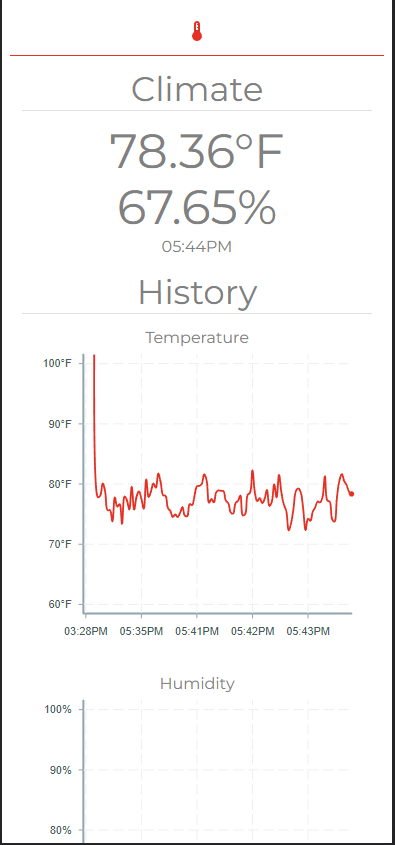 Climate
78.36°F
67.65%
05:44PM
History
Temperature
100°F
90°F
80°F
70°F
60°F
03:28PM 05:35PM 05:41PM 05:42PM 05:43PM
Humidity
100%
90%
80%